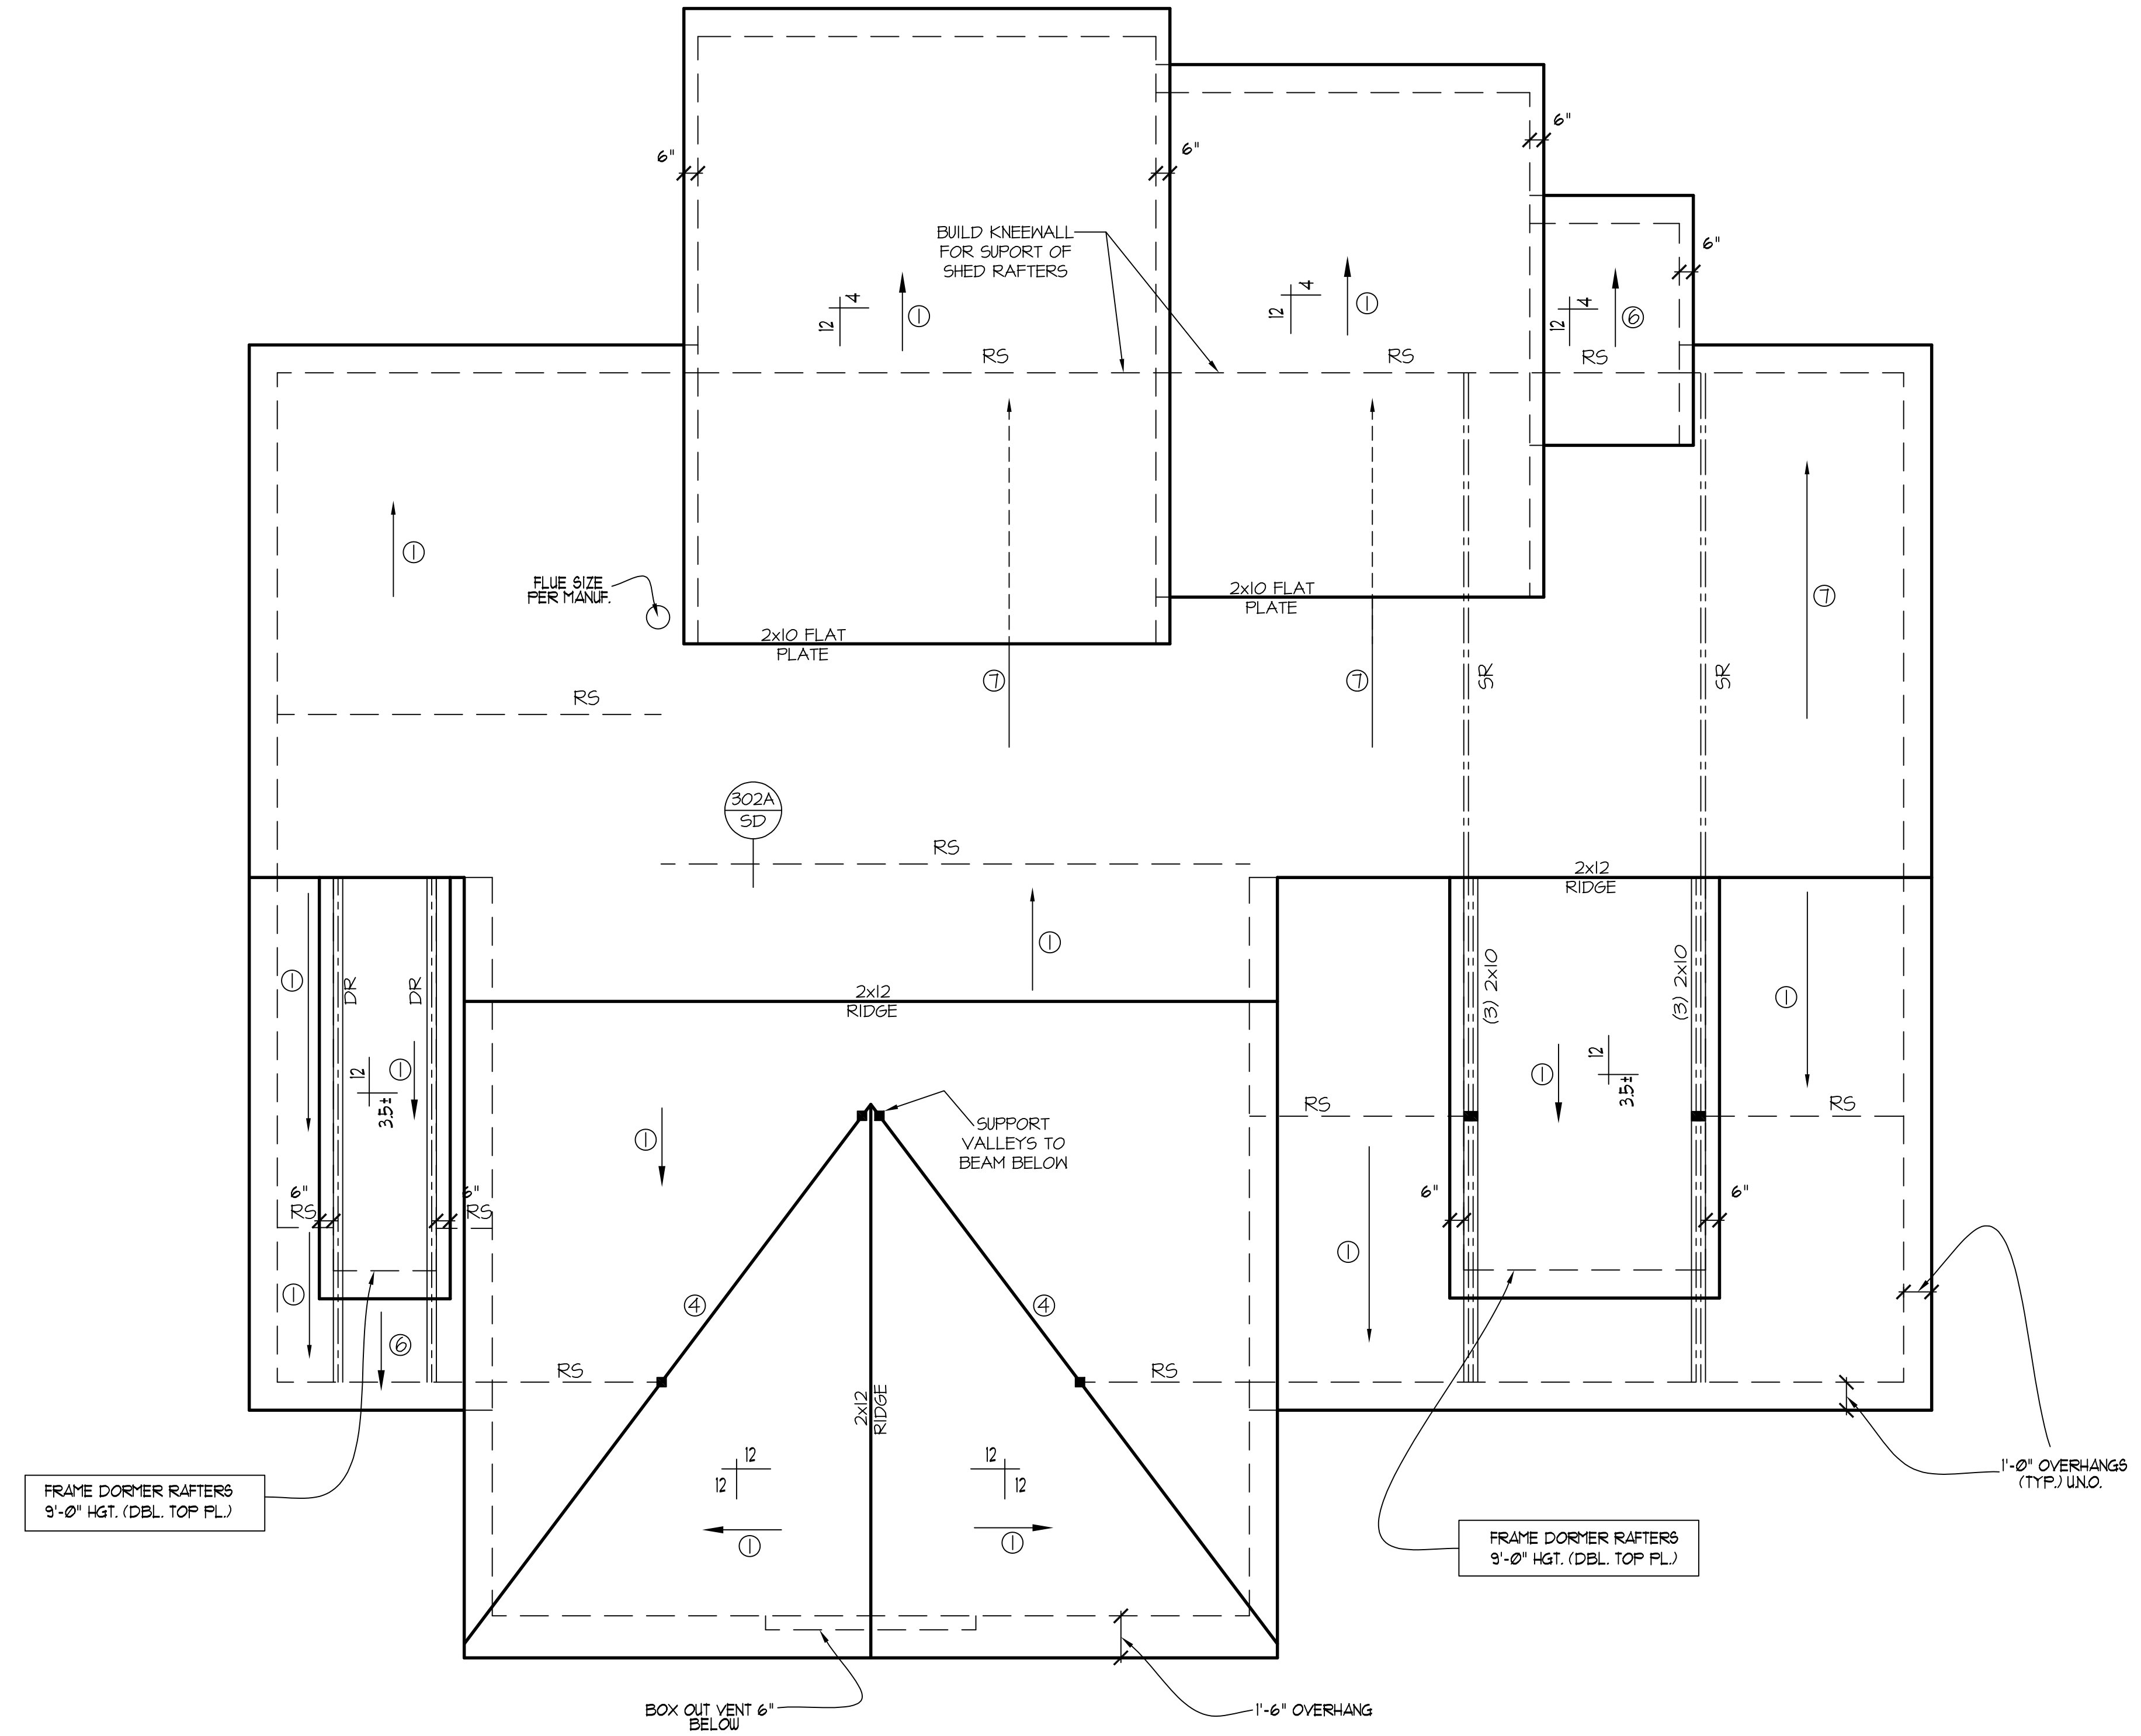 6"
6"
6"
6"
BUILD KNEEWALL
FOR SUPORT OF
SHED RAFTERS
12 4
1
12 4
1
12 4
6
RS
RS
RS
1
FLUE SIZE
PER MANUF.
2x10 FLAT
PLATE
2x10 FLAT
PLATE
7
7
7
SR
SR
RS
302A
SD
RS
2x12
RIDGE
1
2x12
RIDGE
1
DR
DR
12
3.5±
1
(3) 2x10
(3) 2x10
12
3.5±
1
1
1
SUPPORT
VALLEYS TO
BEAM BELOW
RS
RS
6"
RS
6"
RS
6"
6"
1
6
1
4
4
RS
RS
2x12
RIDGE
12
12
12
12
1
1
1'-0" OVERHANGS
(TYP.) U.N.O.
FRAME DORMER RAFTERS
9'-0" HGT. (DBL. TOP PL.)
FRAME DORMER RAFTERS
9'-0" HGT. (DBL. TOP PL.)
BOX OUT VENT 6"
BELOW
1'-6" OVERHANG